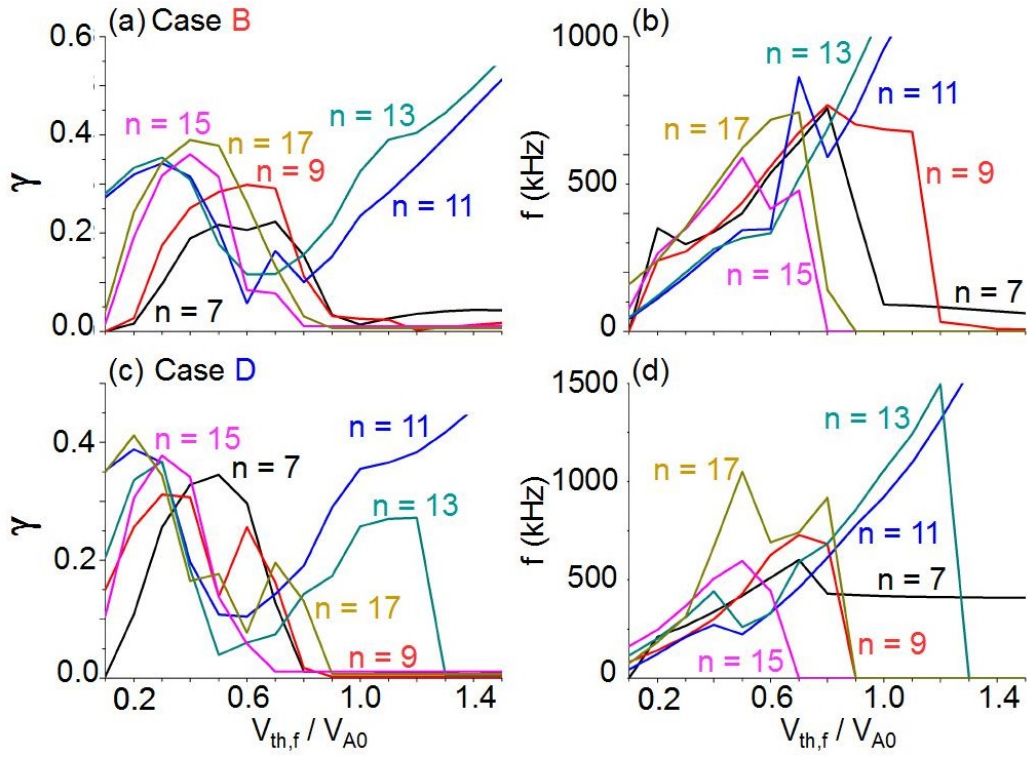 (a) Case B
0.6
0.4
0.2
0.0
γ
n = 15
n = 17
n = 9
n = 13
n = 11
n = 7
(b)
1000
500
0
f (kHz)
n = 13
n = 11
n = 17
n = 9
n = 15
n = 7
(c) Case D
0.4
0.2
0.0
γ
n = 15
n = 7
n = 11
n = 13
n = 17
n = 9
0.2 0.6 1.0 1.4
V_th,f / V_A0
(d)
1500
1000
500
0
f (kHz)
n = 13
n = 17
n = 11
n = 7
n = 9
n = 15
0.2 0.6 1.0 1.4
V_th,f / V_A0